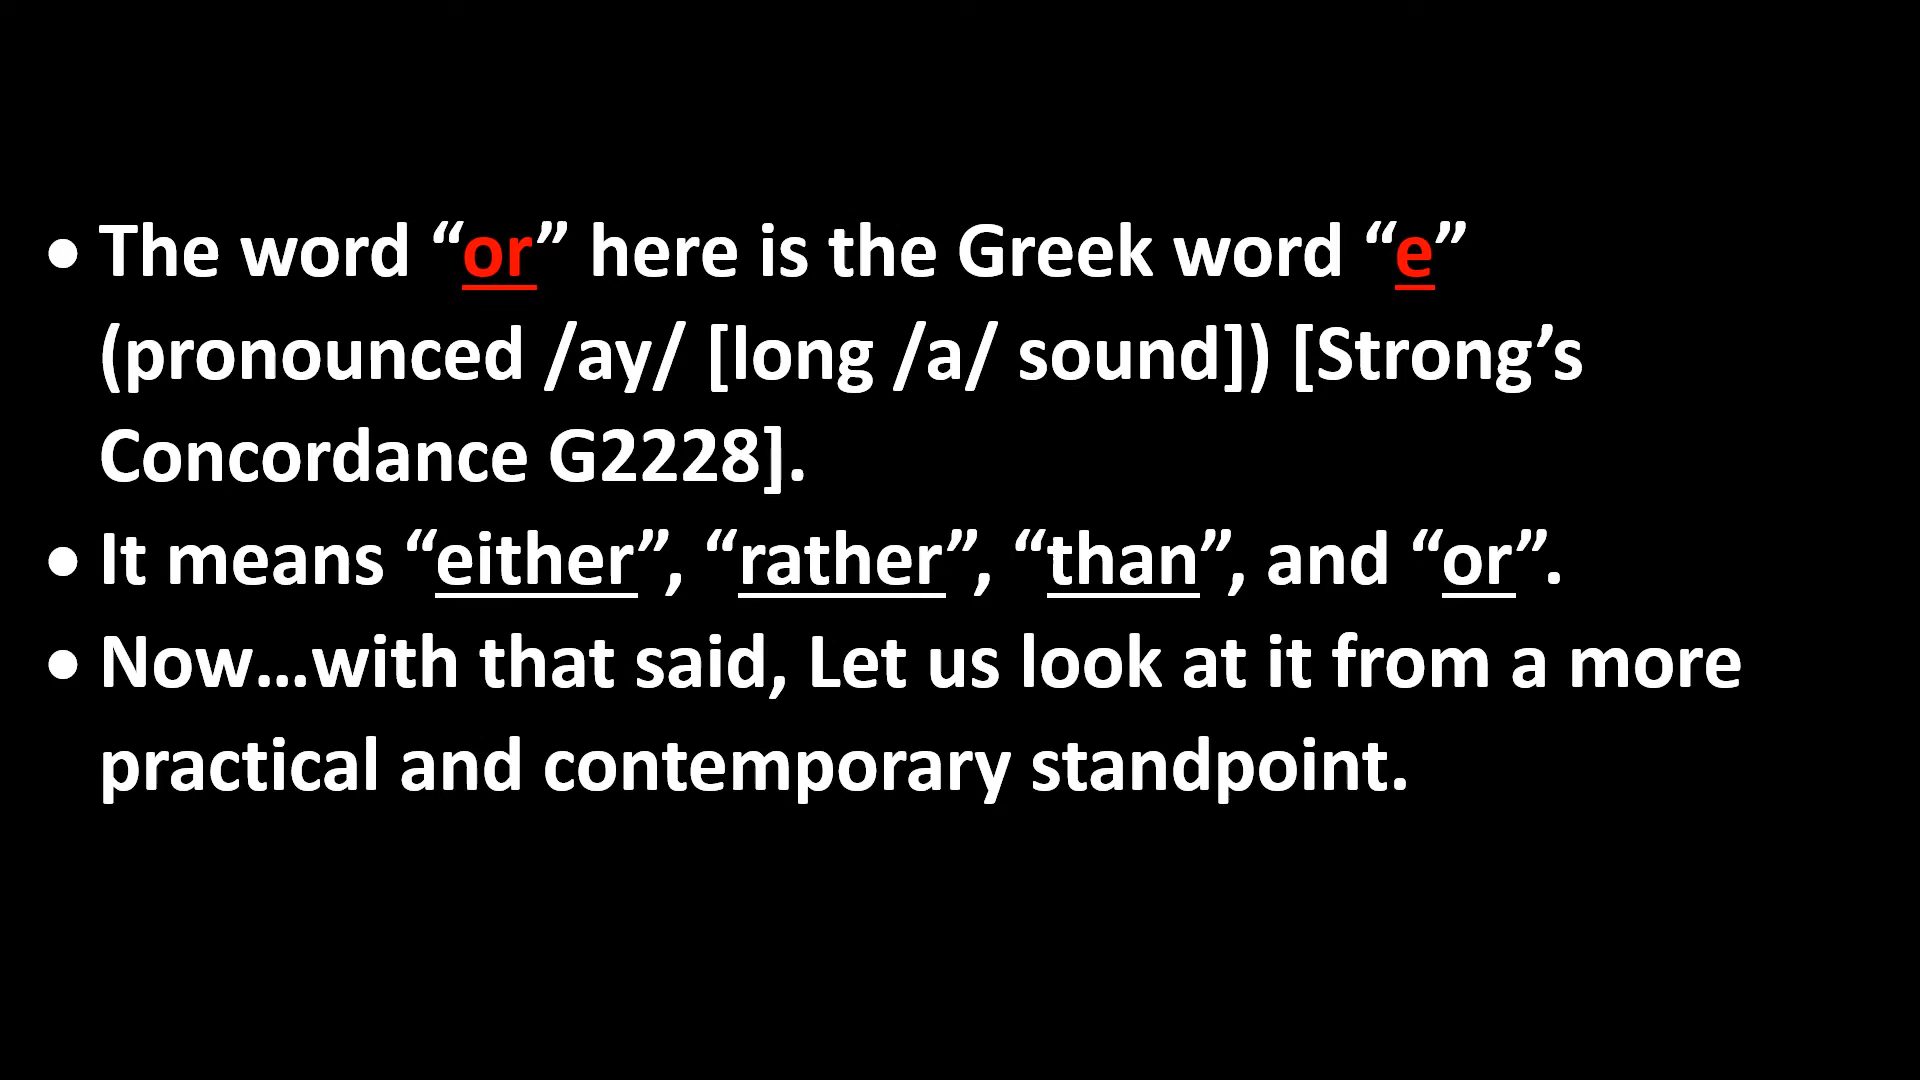 • The word “or” here is the Greek word “e”
(pronounced /ay/ [long /a/ sound]) [Strong’s
Concordance G2228].
• It means “either”, “rather”, “than”, and “or”.
• Now...with that said, Let us look at it from a more
practical and contemporary standpoint.